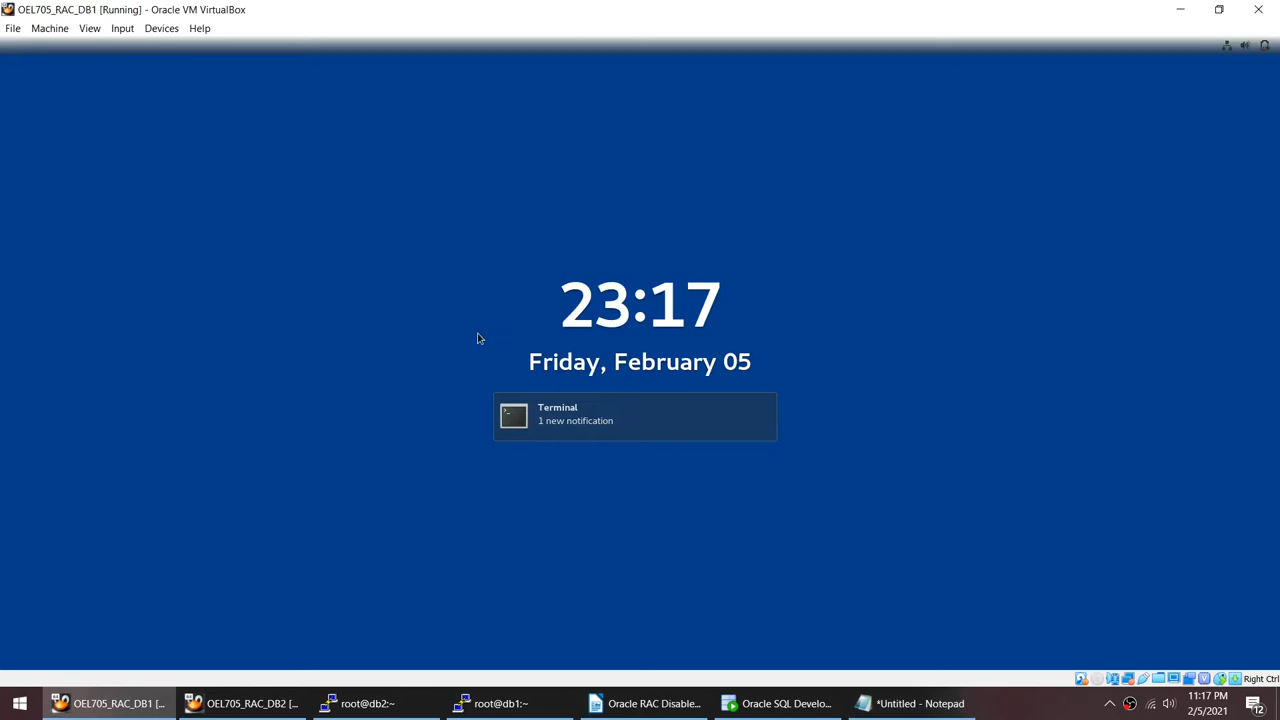 OEL705_RAC_DB1 [Running] - Oracle VM VirtualBox
File Machine View Input Devices Help
23:17
Friday, February 05
Terminal
1 new notification
Right Ctrl
OEL705_RAC_DB1 [... OEL705_RAC_DB2 [... root@db2:~ root@db1:~ Oracle RAC Disable... Oracle SQL Develo... *Untitled - Notepad
11:17 PM
2/5/2021
12